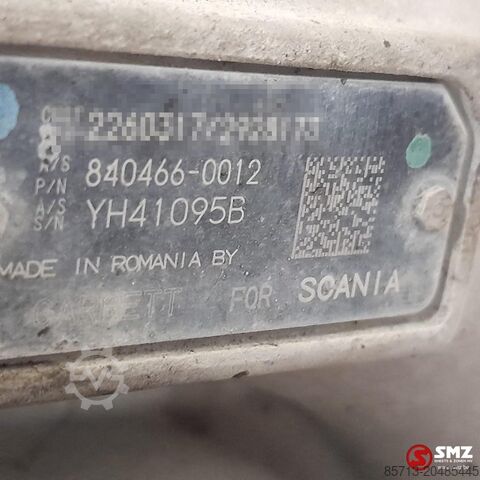 A/S
P/N 840466-0012
A/S
S/N YH41095B
MADE IN ROMANIA BY
GARRETT FOR SCANIA
SMZ
85713-20485445